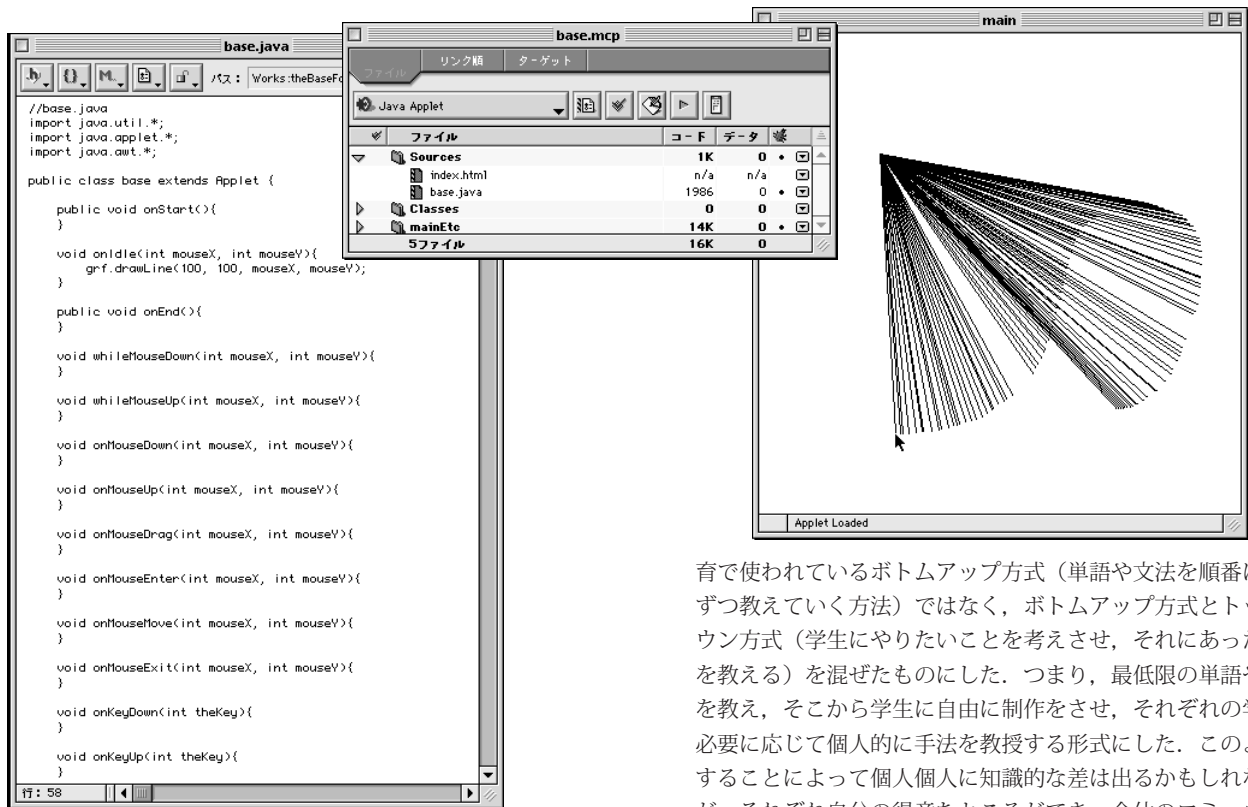 base.java
パス： Works:theBaseFo
//base.java
import java.util.*;
import java.applet.*;
import java.awt.*;
public class base extends Applet {
public void onStart(){
}
void onIdle(int mouseX, int mouseY){
grf.drawLine(100, 100, mouseX, mouseY);
}
public void onEnd(){
}
void whileMouseDown(int mouseX, int mouseY){
}
void whileMouseUp(int mouseX, int mouseY){
}
void onMouseDown(int mouseX, int mouseY){
}
void onMouseUp(int mouseX, int mouseY){
}
void onMouseDrag(int mouseX, int mouseY){
}
void onMouseEnter(int mouseX, int mouseY){
}
void onMouseMove(int mouseX, int mouseY){
}
void onMouseExit(int mouseX, int mouseY){
}
void onKeyDown(int theKey){
}
void onKeyUp(int theKey){
}
行： 58
base.mcp
ファイル リンク順 ターゲット
Java Applet
ファイル コード データ
Sources 1K 0
index.html n/a n/a
base.java 1986 0
Classes 0 0
mainEtc 14K 0
5ファイル 16K 0
main
Applet Loaded
育で使われているボトムアップ方式（単語や文法を順番に
ずつ教えていく方法）ではなく，ボトムアップ方式とトッ
ウン方式（学生にやりたいことを考えさせ，それにあった
を教える）を混ぜたものにした．つまり，最低限の単語や
を教え，そこから学生に自由に制作をさせ，それぞれの学
必要に応じて個人的に手法を教授する形式にした．このよ
することによって個人個人に知識的な差は出るかもしれな